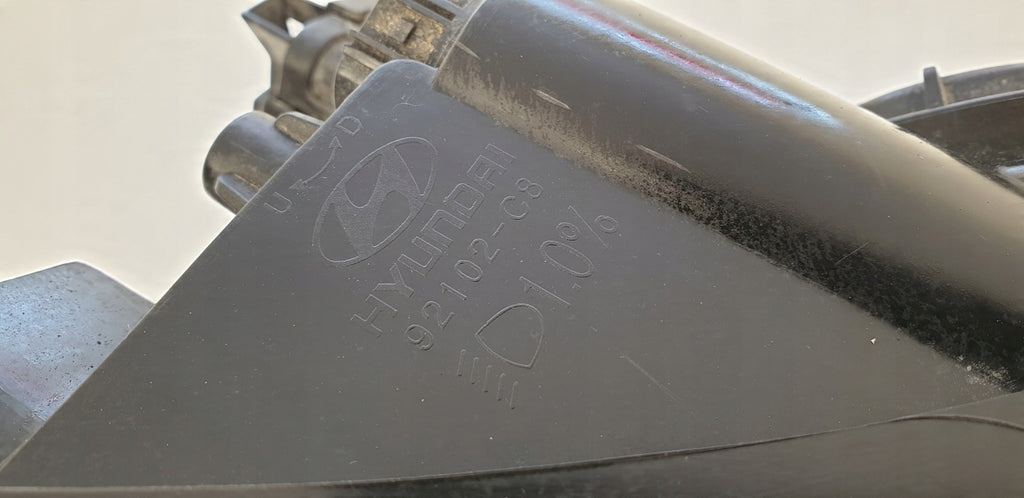 U D
HYUNDAI
92102-C8
1.0%